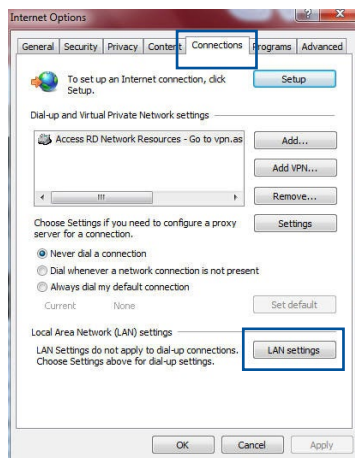 Internet Options
General Security Privacy Content Connections Programs Advanced
To set up an Internet connection, click
Setup.
Setup
Dial-up and Virtual Private Network settings
Access RD Network Resources - Go to vpn.as
Add...
Add VPN...
Remove...
Choose Settings if you need to configure a proxy
server for a connection.
Settings
Never dial a connection
Dial whenever a network connection is not present
Always dial my default connection
Current None
Set default
Local Area Network (LAN) settings
LAN Settings do not apply to dial-up connections.
Choose Settings above for dial-up settings.
LAN settings
OK Cancel Apply